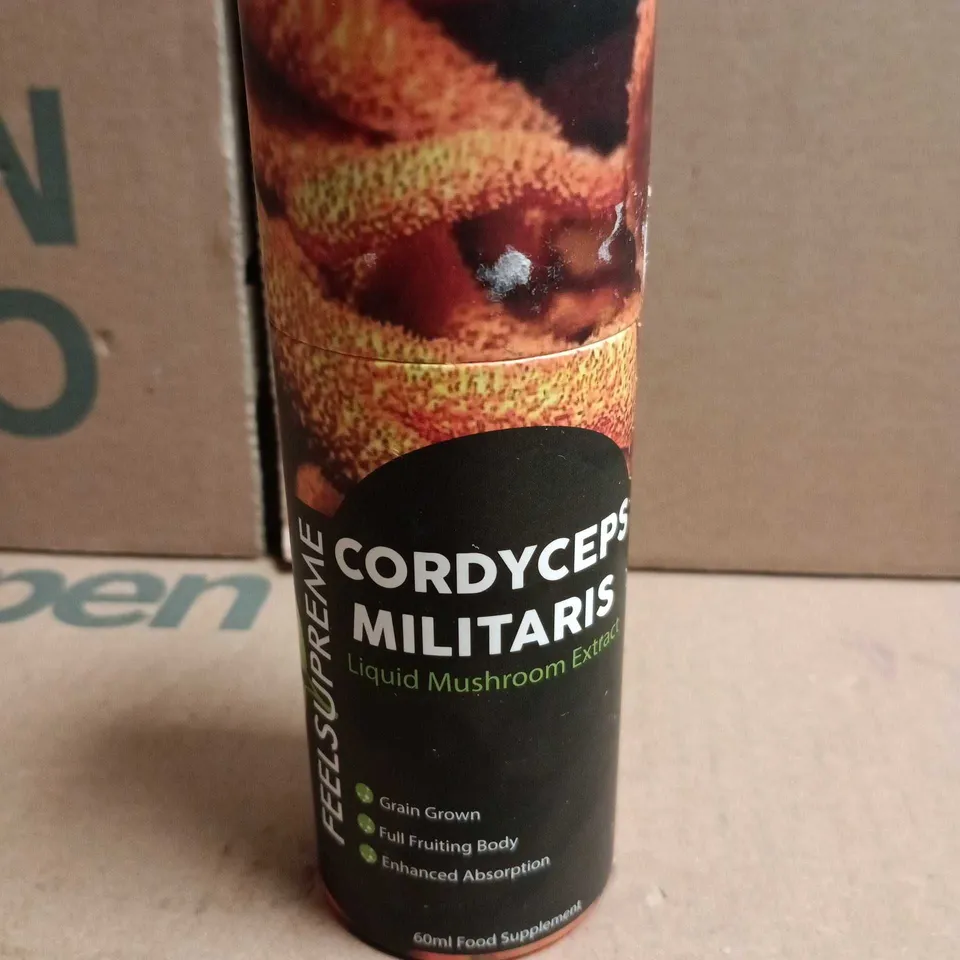 N
O
pen
FEELSUPREME
CORDYCEPS
MILITARIS
Liquid Mushroom Extract
Grain Grown
Full Fruiting Body
Enhanced Absorption
60ml Food Supplement